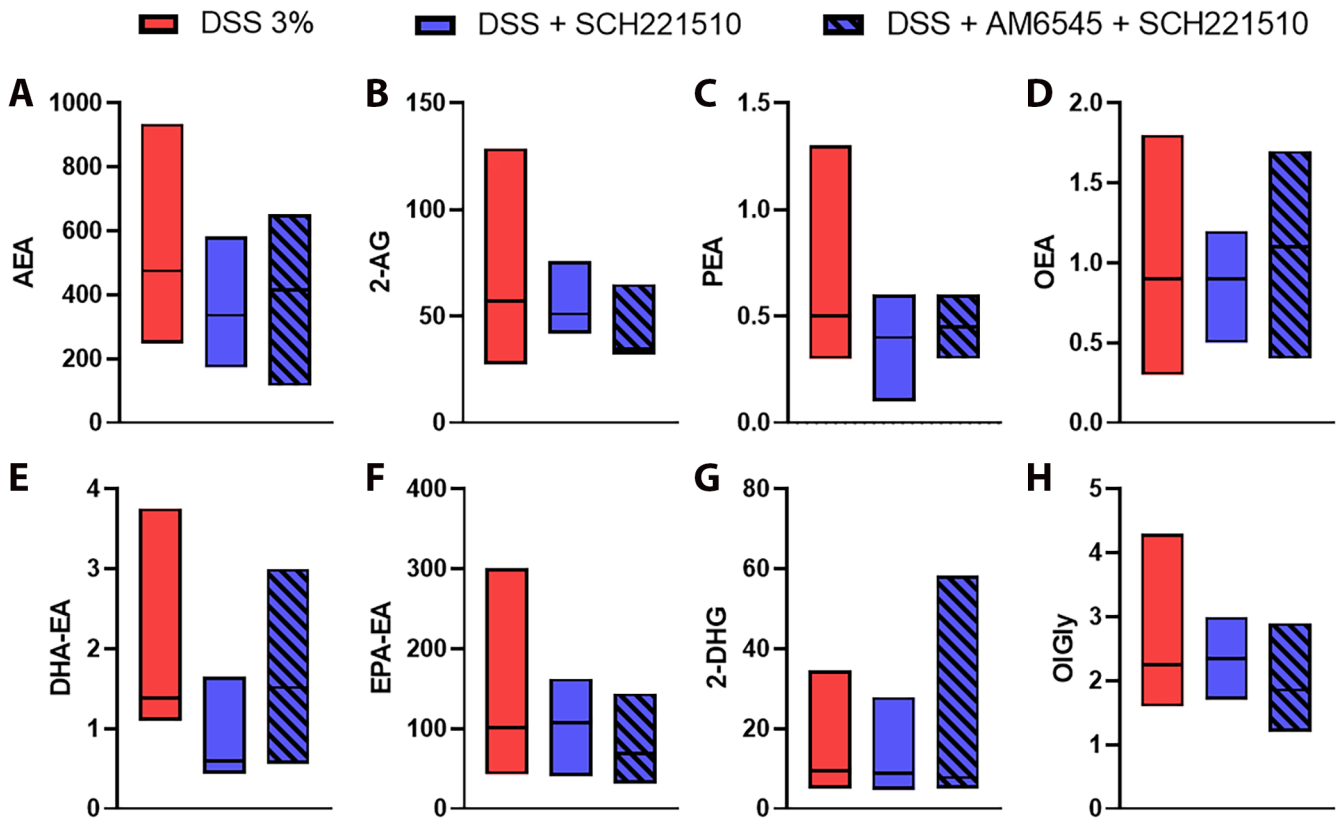 DSS 3% DSS + SCH221510 DSS + AM6545 + SCH221510
A
1000
800
600
400
200
0
AEA
B
150
100
50
0
2-AG
C
1.5
1.0
0.5
0.0
PEA
D
2.0
1.5
1.0
0.5
0.0
OEA
E
4
3
2
1
0
DHA-EA
F
400
300
200
100
0
EPA-EA
G
80
60
40
20
0
2-DHG
H
5
4
3
2
1
0
OlGly